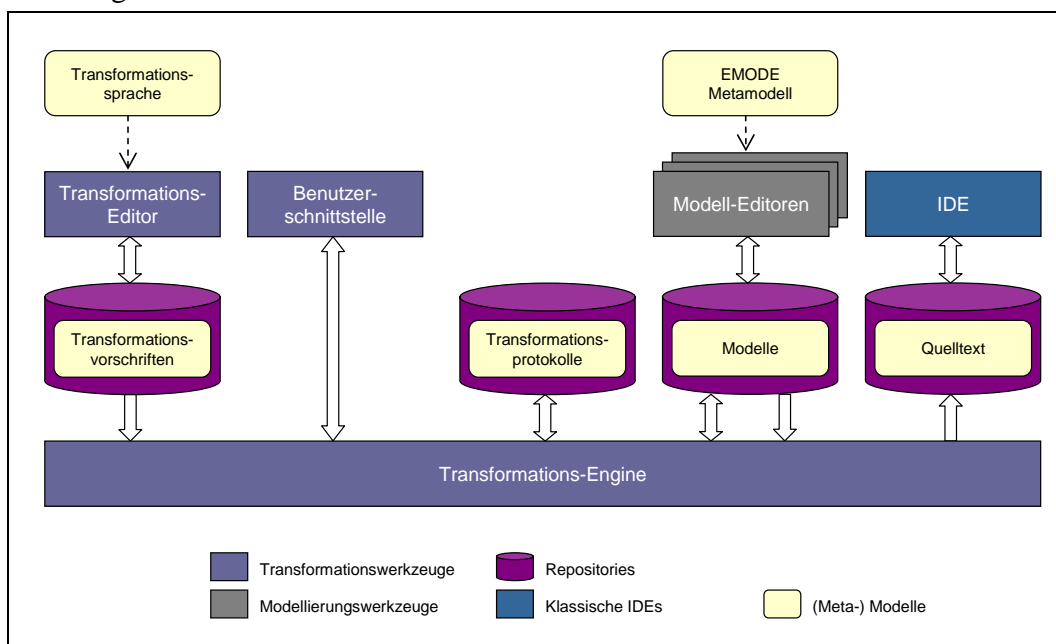 Transformations-
sprache
EMODE
Metamodell
Transformations-
Editor
Benutzer-
schnittstelle
Modell-Editoren
IDE
Transformations-
vorschriften
Transformations-
protokolle
Modelle
Quelltext
Transformations-Engine
Transformationswerkzeuge
Repositories
Modellierungswerkzeuge
Klassische IDEs
(Meta-) Modelle